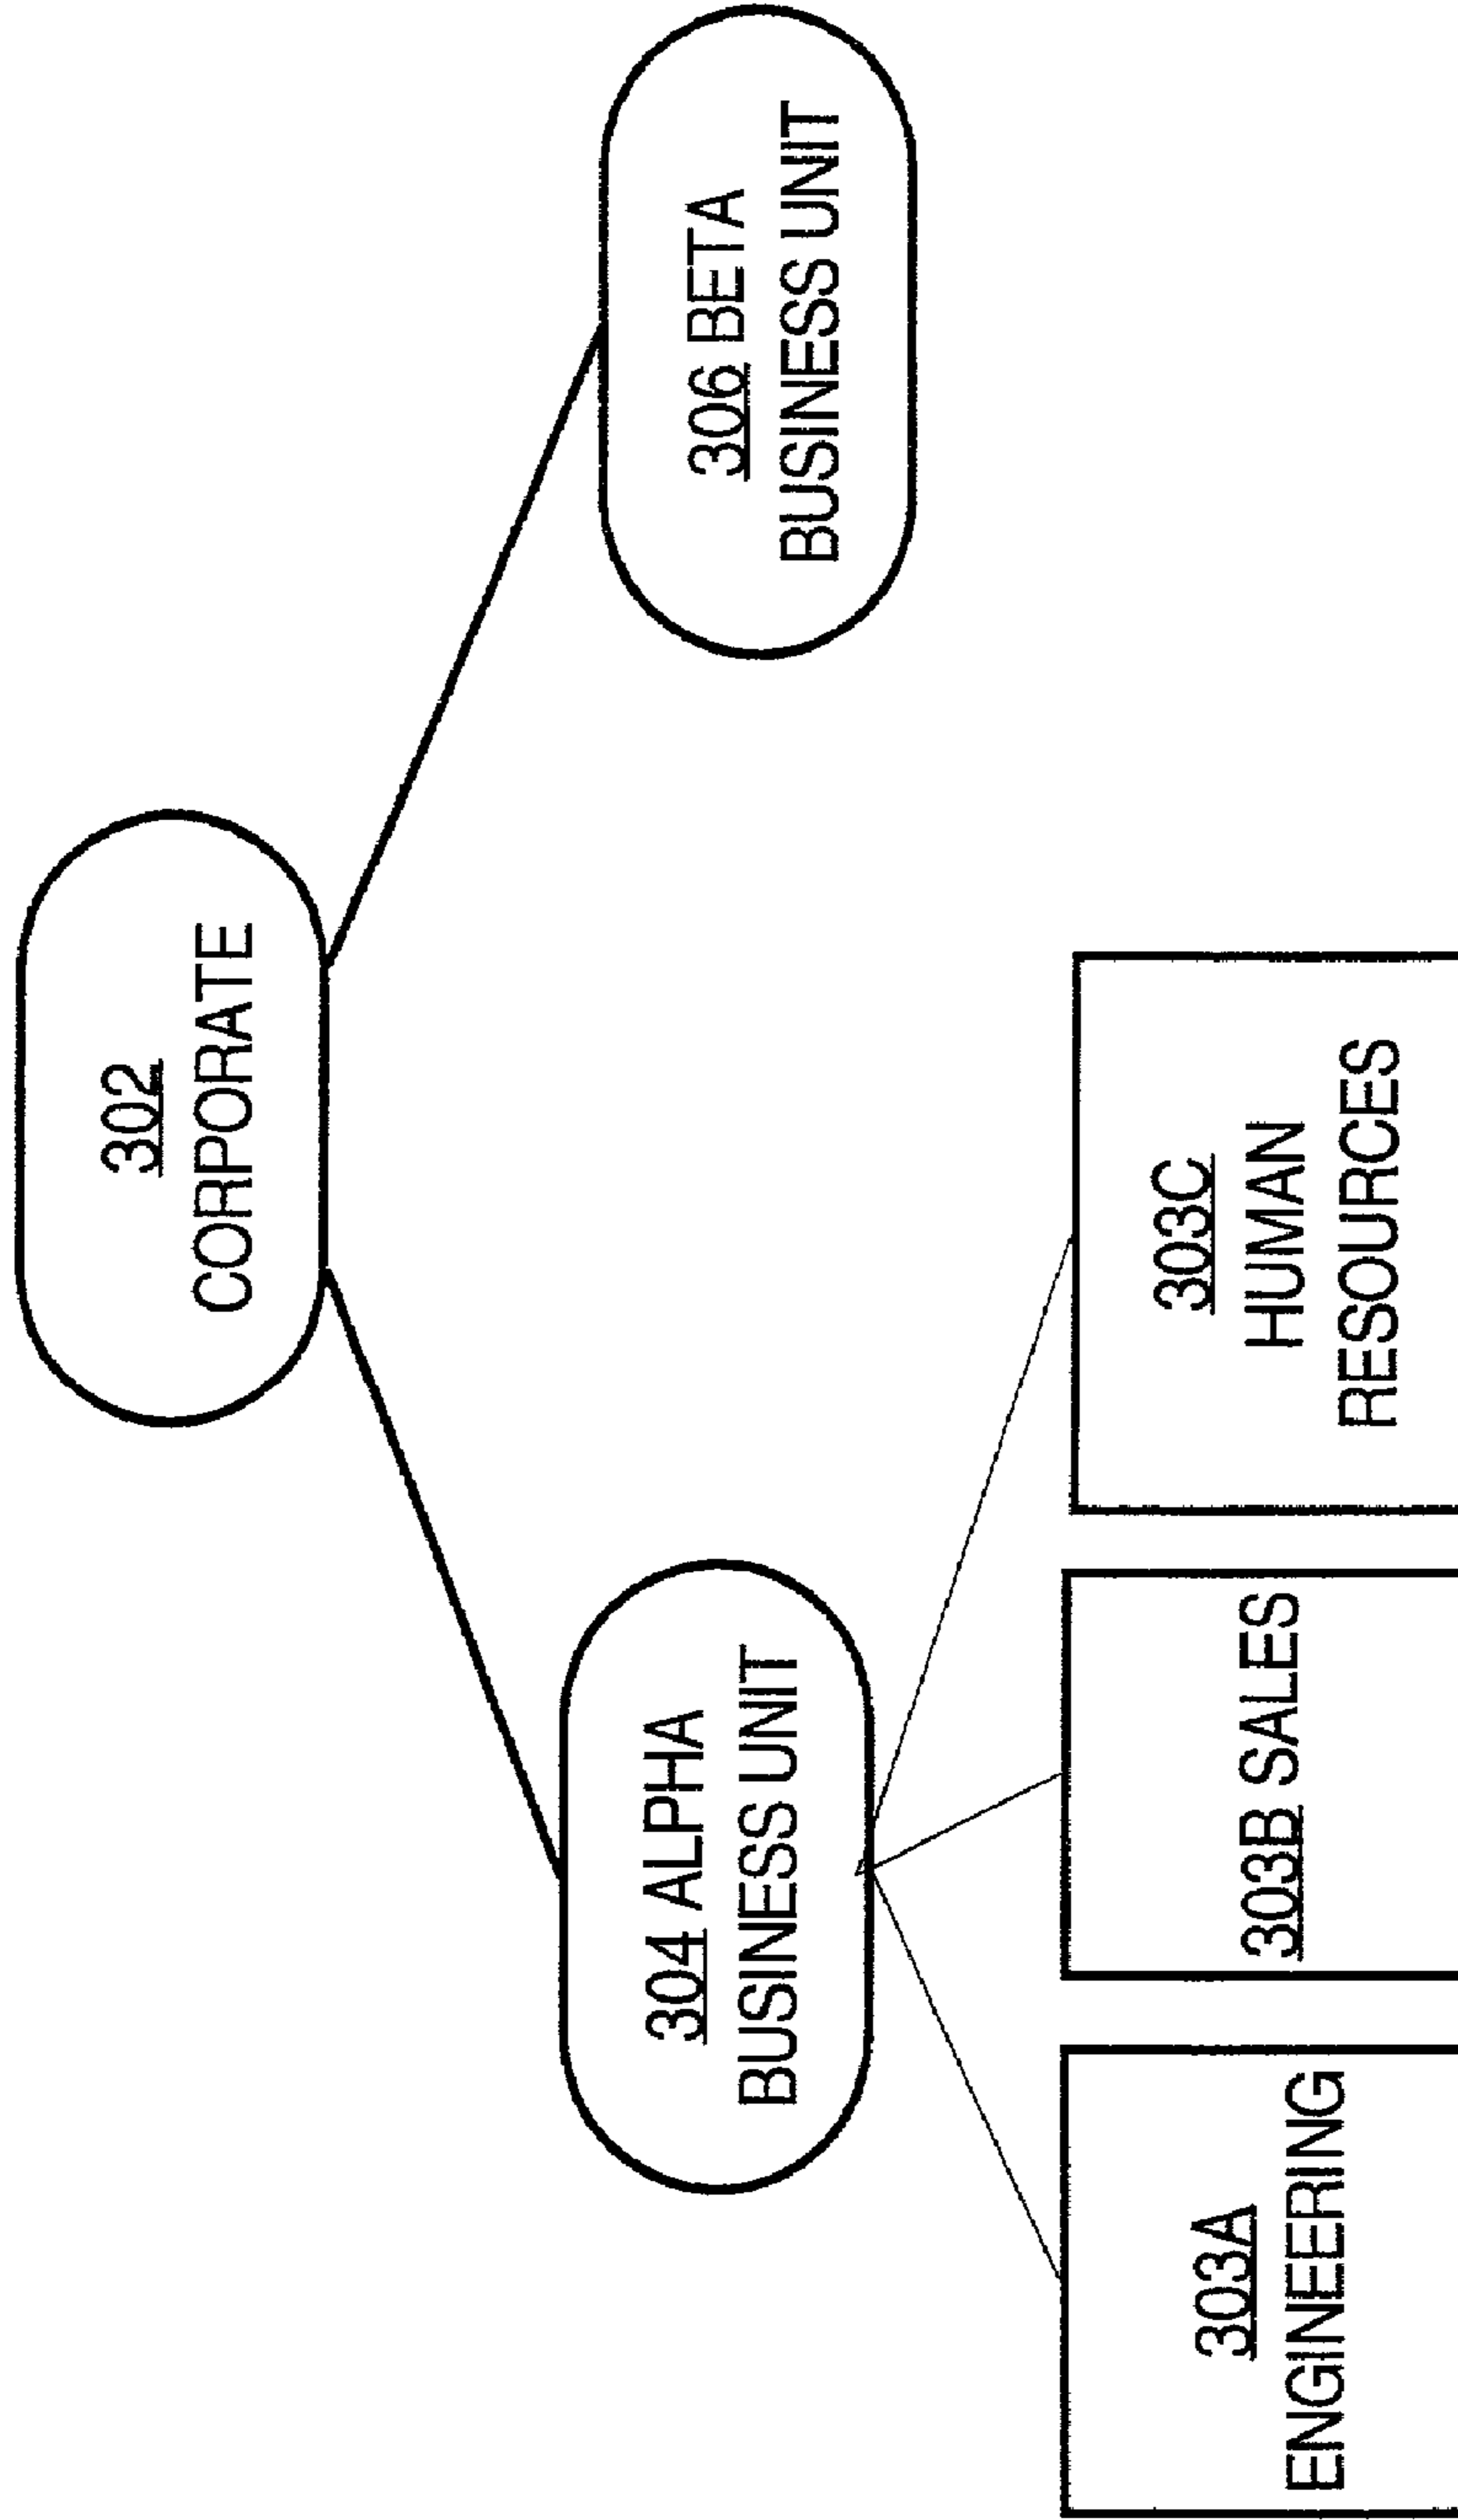 302
CORPORATE
304 ALPHA
BUSINESS UNIT
306 BETA
BUSINESS UNIT
303A
ENGINEERING
303B SALES
303C
HUMAN
RESOURCES